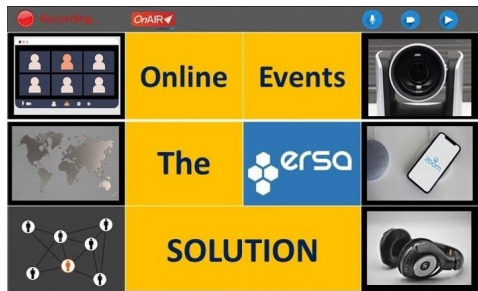 Recording...
OnAIR
Online Events
The ersa
zoom
SOLUTION